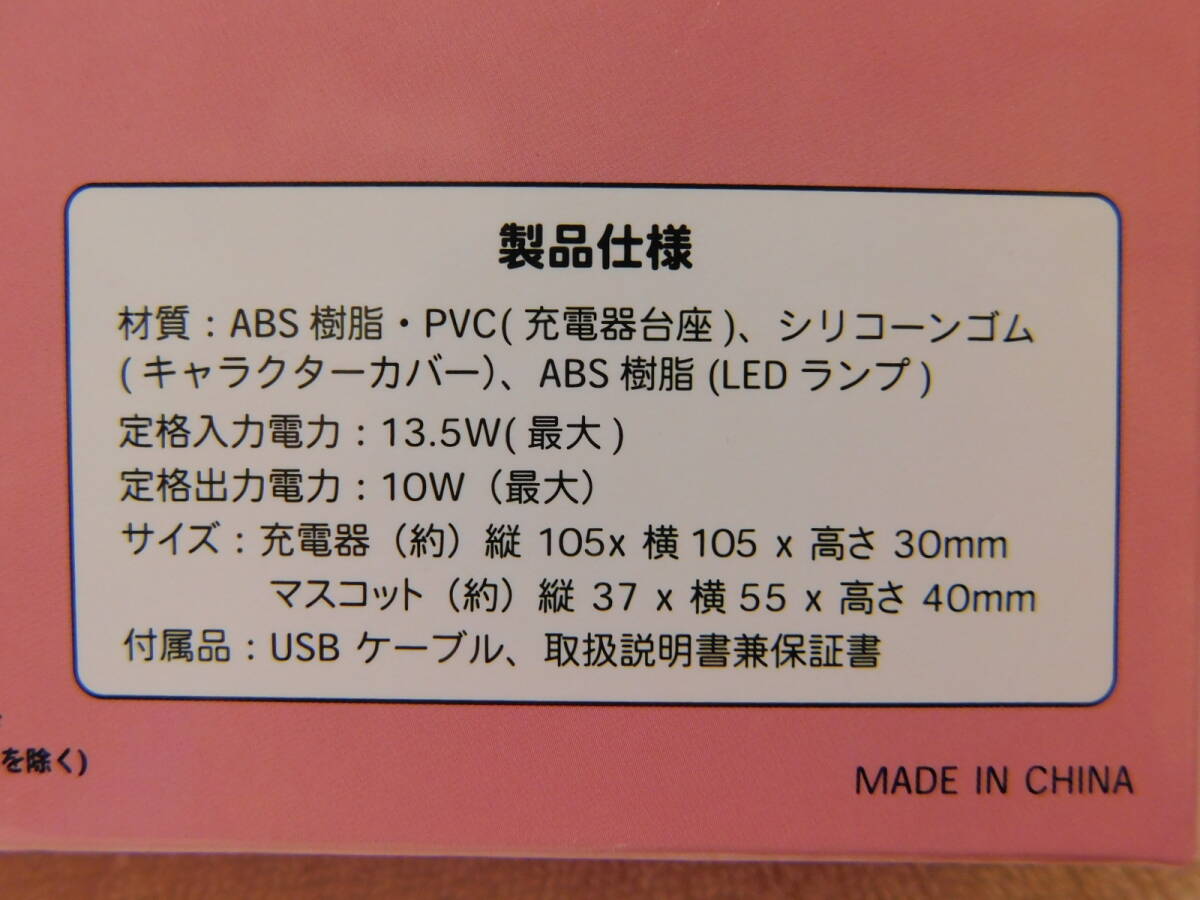 製品仕様
材質：ABS 樹脂・PVC( 充電器台座 )、シリコーンゴム
( キャラクターカバー）、ABS 樹脂 (LED ランプ )
定格入力電力：13.5W( 最大 )
定格出力電力：10W（最大）
サイズ：充電器（約）縦 105x 横 105 x 高さ 30mm
マスコット（約）縦 37 x 横 55 x 高さ 40mm
付属品：USB ケーブル、取扱説明書兼保証書
を除く)
MADE IN CHINA